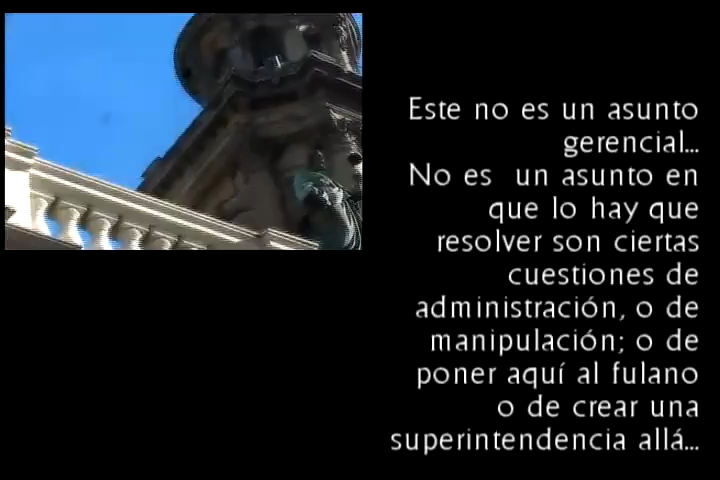 Este no es un asunto
gerencial...
No es un asunto en
que lo hay que
resolver son ciertas
cuestiones de
administración, o de
manipulación; o de
poner aquí al fulano
o de crear una
superintendencia allá...